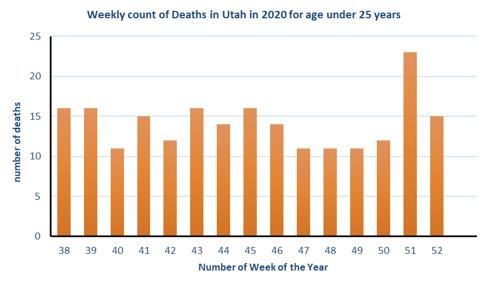 Weekly count of Deaths in Utah in 2020 for age under 25 years
number of deaths
25
20
15
10
5
0
38 39 40 41 42 43 44 45 46 47 48 49 50 51 52
Number of Week of the Year